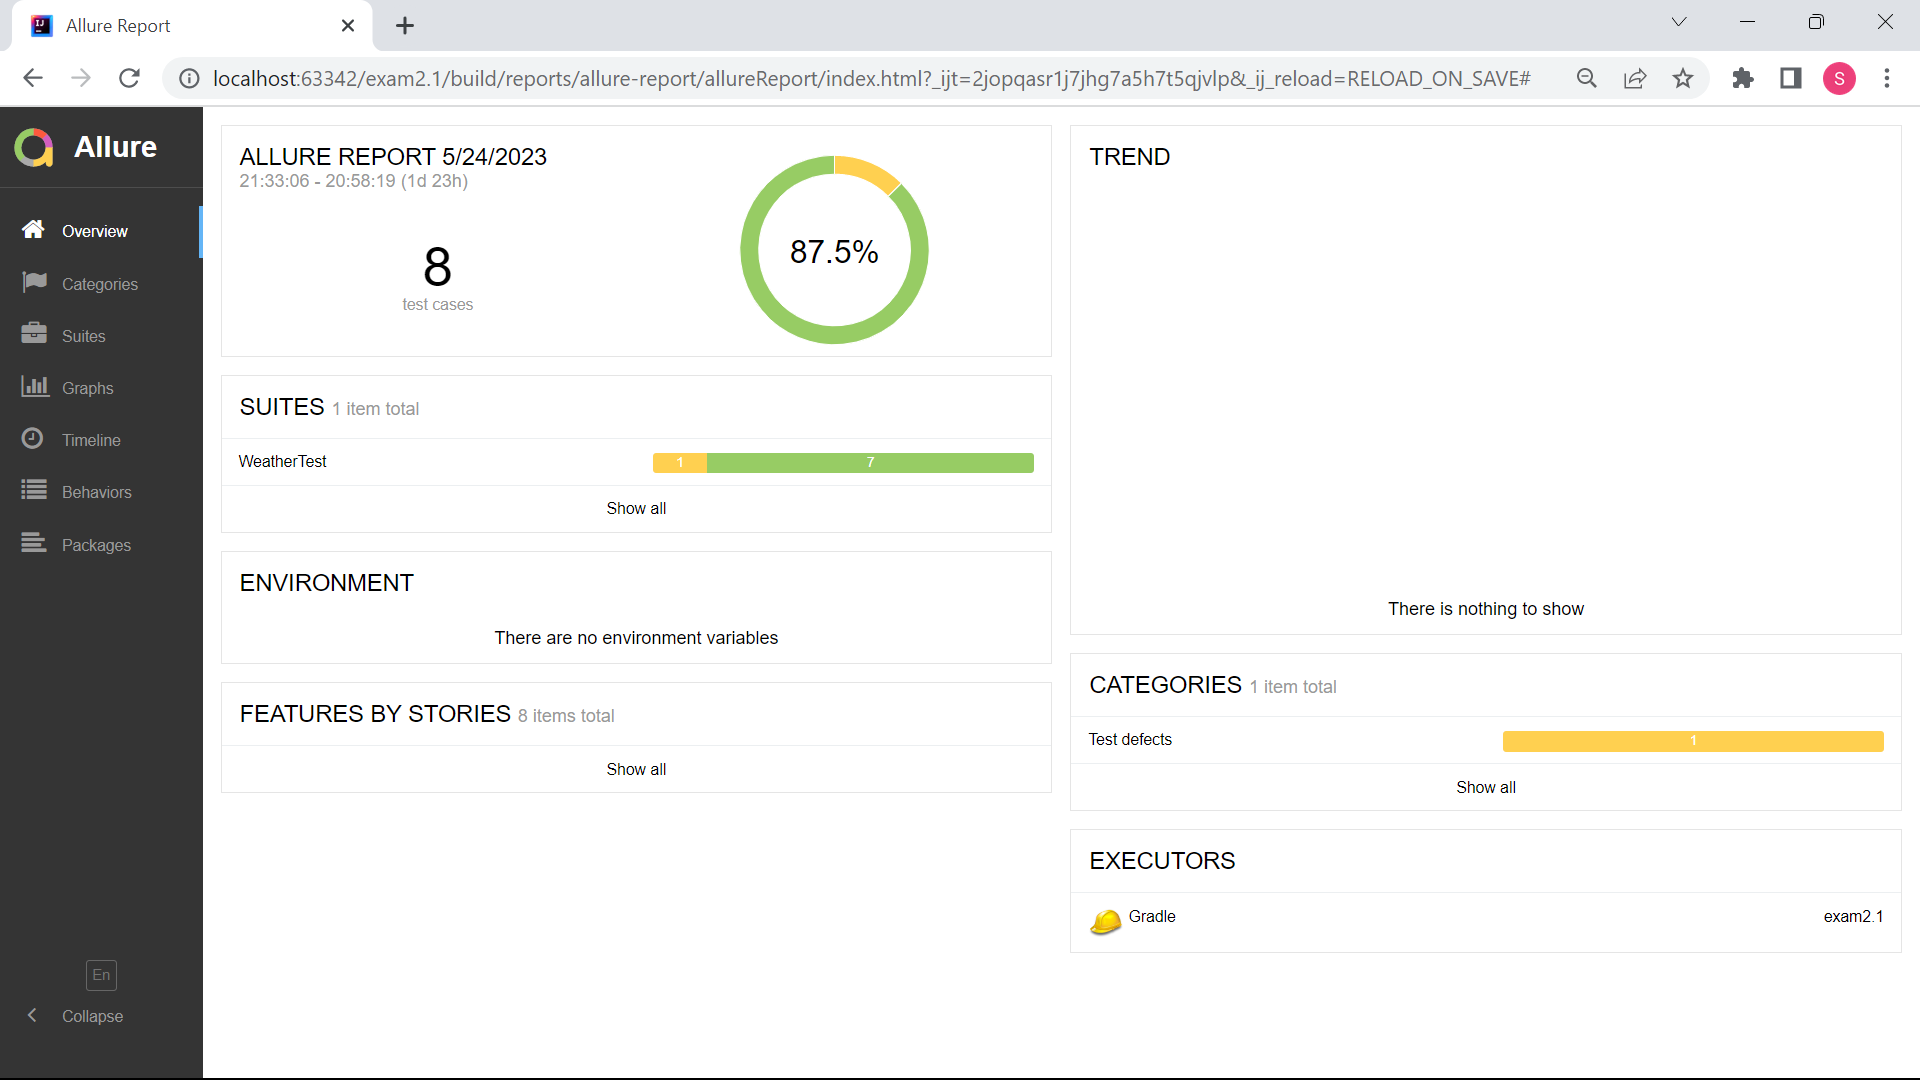 Allure Report
localhost:63342/exam2.1/build/reports/allure-report/allureReport/index.html?_ijt=2jopqasr1j7jhg7a5h7t5qjvlp&_ij_reload=RELOAD_ON_SAVE#
S
Allure
Overview
Categories
Suites
Graphs
Timeline
Behaviors
Packages
En
Collapse
ALLURE REPORT 5/24/2023
21:33:06 - 20:58:19 (1d 23h)
8
test cases
87.5%
SUITES 1 item total
WeatherTest 1 7
Show all
ENVIRONMENT
There are no environment variables
FEATURES BY STORIES 8 items total
Show all
TREND
There is nothing to show
CATEGORIES 1 item total
Test defects 1
Show all
EXECUTORS
Gradle exam2.1